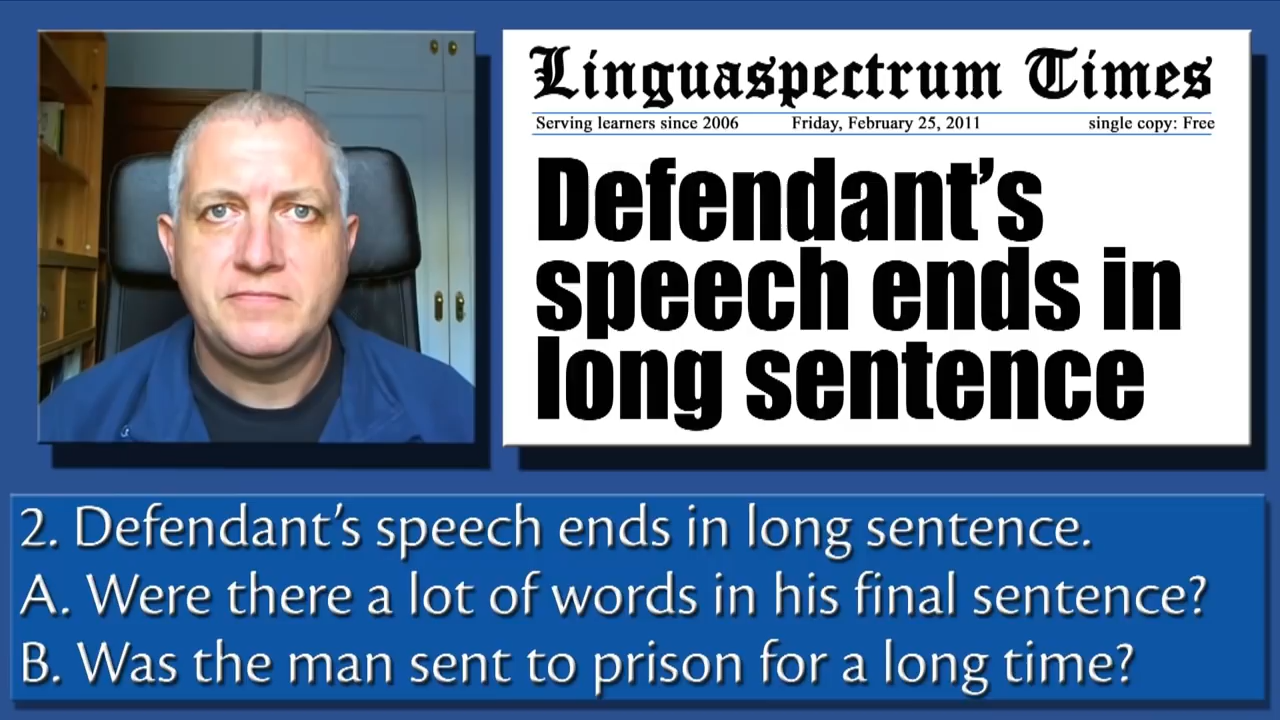 Linguaspectrum Times
Serving learners since 2006 Friday, February 25, 2011 single copy: Free
Defendant’s
speech ends in
long sentence
2. Defendant’s speech ends in long sentence.
A. Were there a lot of words in his final sentence?
B. Was the man sent to prison for a long time?